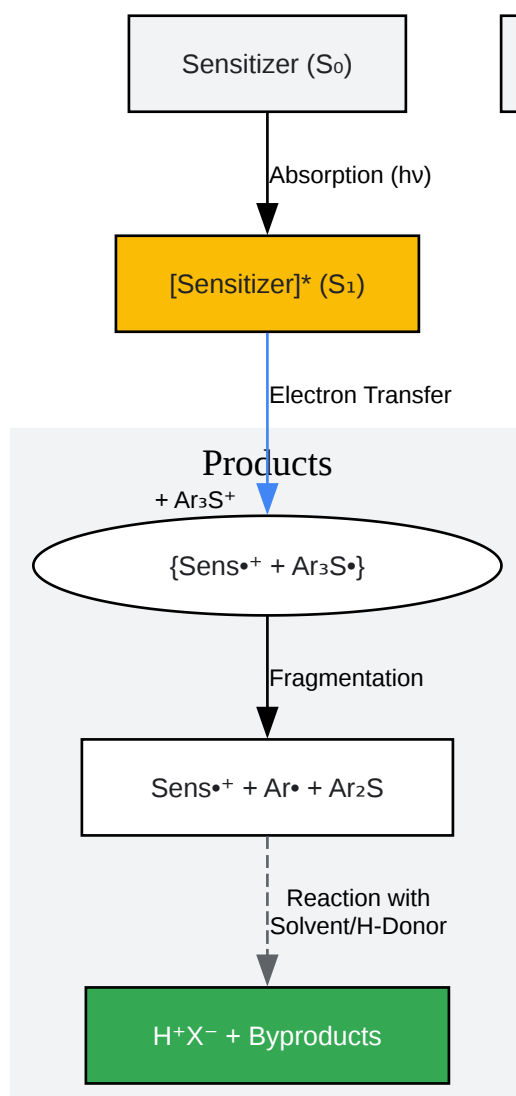 Sensitizer (S₀)
Absorption (hν)
[Sensitizer]* (S₁)
Electron Transfer
Products
+ Ar₃S⁺
{Sens•⁺ + Ar₃S•}
Fragmentation
Sens•⁺ + Ar• + Ar₂S
Reaction with
Solvent/H-Donor
H⁺X⁻ + Byproducts